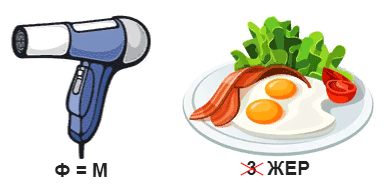 Ф = М
З ЖЕР